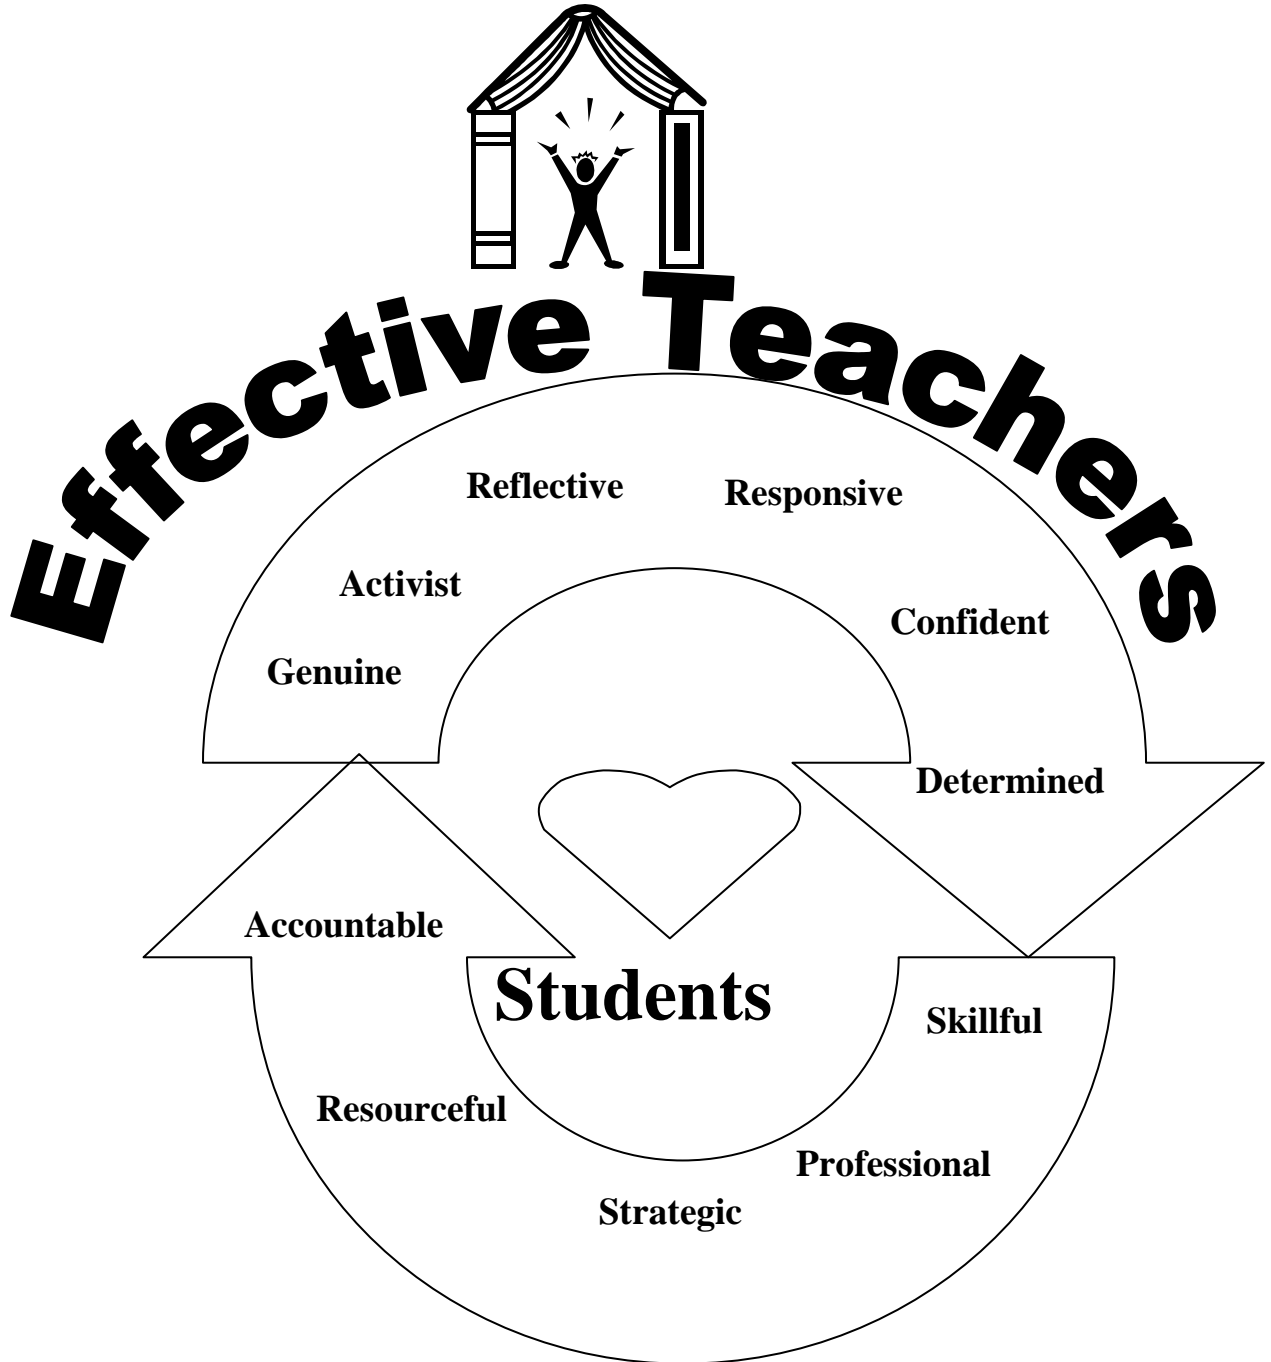 Effective Teachers
Reflective
Responsive
Activist
Confident
Genuine
Determined
Accountable
Students
Skillful
Resourceful
Professional
Strategic